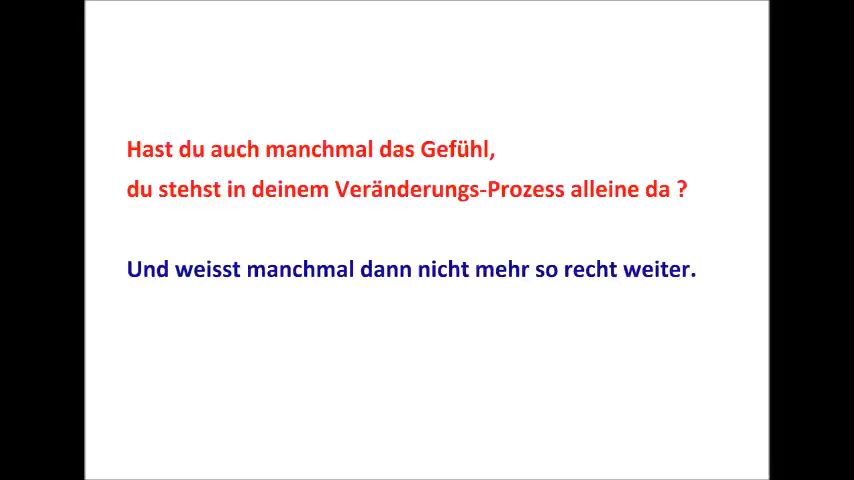 Hast du auch manchmal das Gefühl,
du stehst in deinem Veränderungs-Prozess alleine da ?
Und weisst manchmal dann nicht mehr so recht weiter.